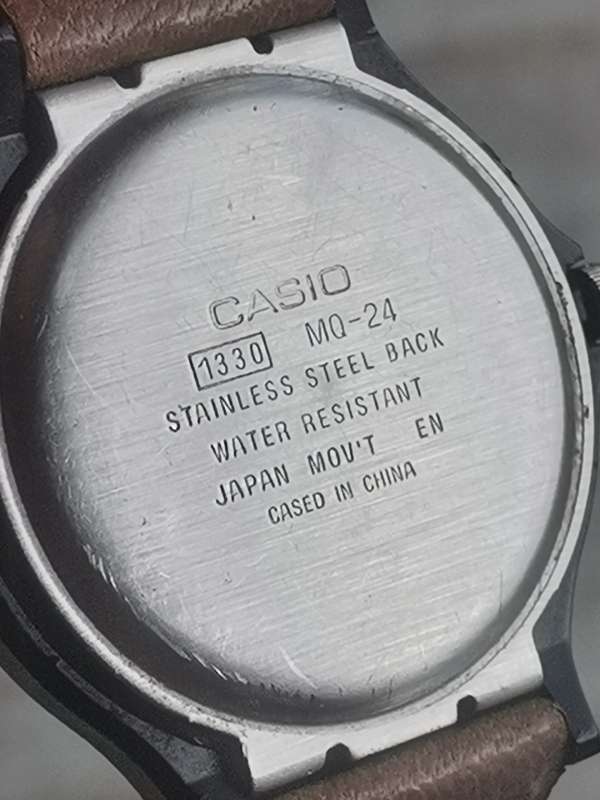 CASIO
1330 MQ-24
STAINLESS STEEL BACK
WATER RESISTANT
JAPAN MOV'T EN
CASED IN CHINA